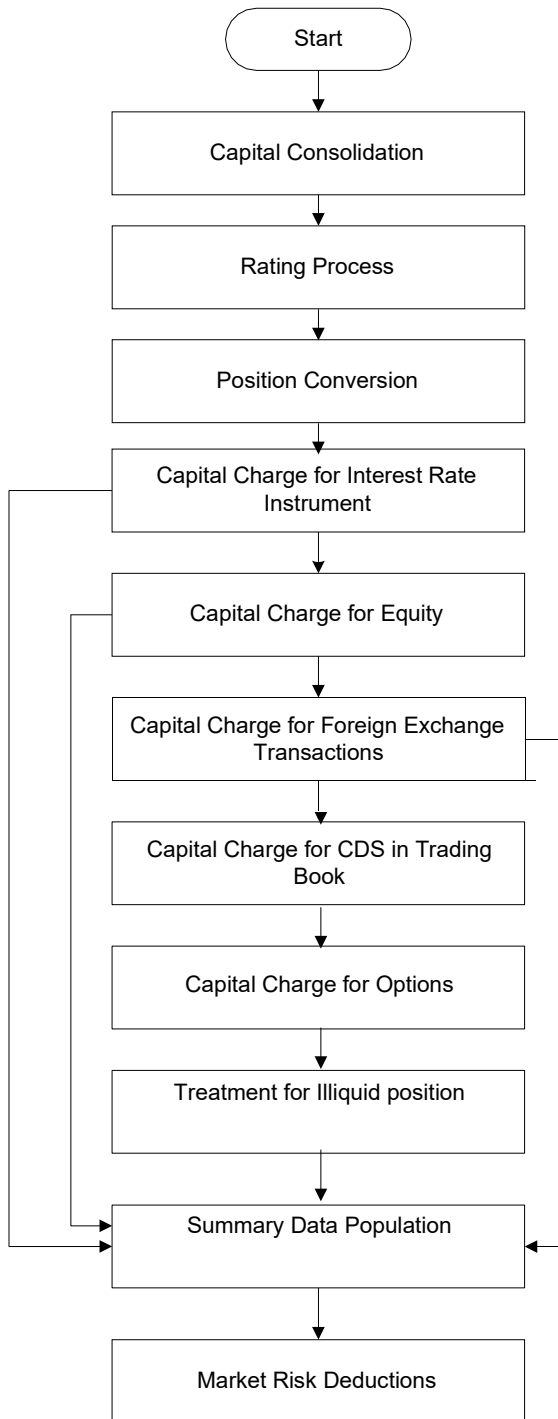 Start
Capital Consolidation
Rating Process
Position Conversion
Capital Charge for Interest Rate
Instrument
Capital Charge for Equity
Capital Charge for Foreign Exchange
Transactions
Capital Charge for CDS in Trading
Book
Capital Charge for Options
Treatment for Illiquid position
Summary Data Population
Market Risk Deductions